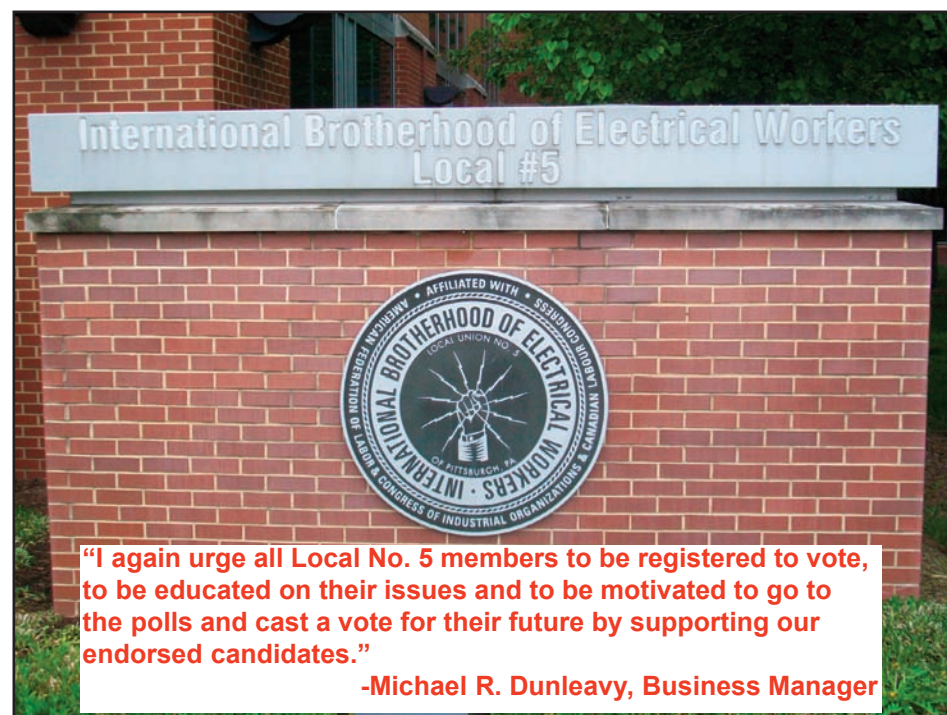 International Brotherhood of Electrical Workers
Local #5
AFFILIATED WITH
AMERICAN FEDERATION OF LABOR & CONGRESS OF INDUSTRIAL ORGANIZATIONS & CANADIAN LABOUR CONGRESS
INTERNATIONAL BROTHERHOOD OF ELECTRICAL WORKERS
LOCAL UNION NO. 5
OF PITTSBURGH, PA
“I again urge all Local No. 5 members to be registered to vote,
to be educated on their issues and to be motivated to go to
the polls and cast a vote for their future by supporting our
endorsed candidates.”
-Michael R. Dunleavy, Business Manager